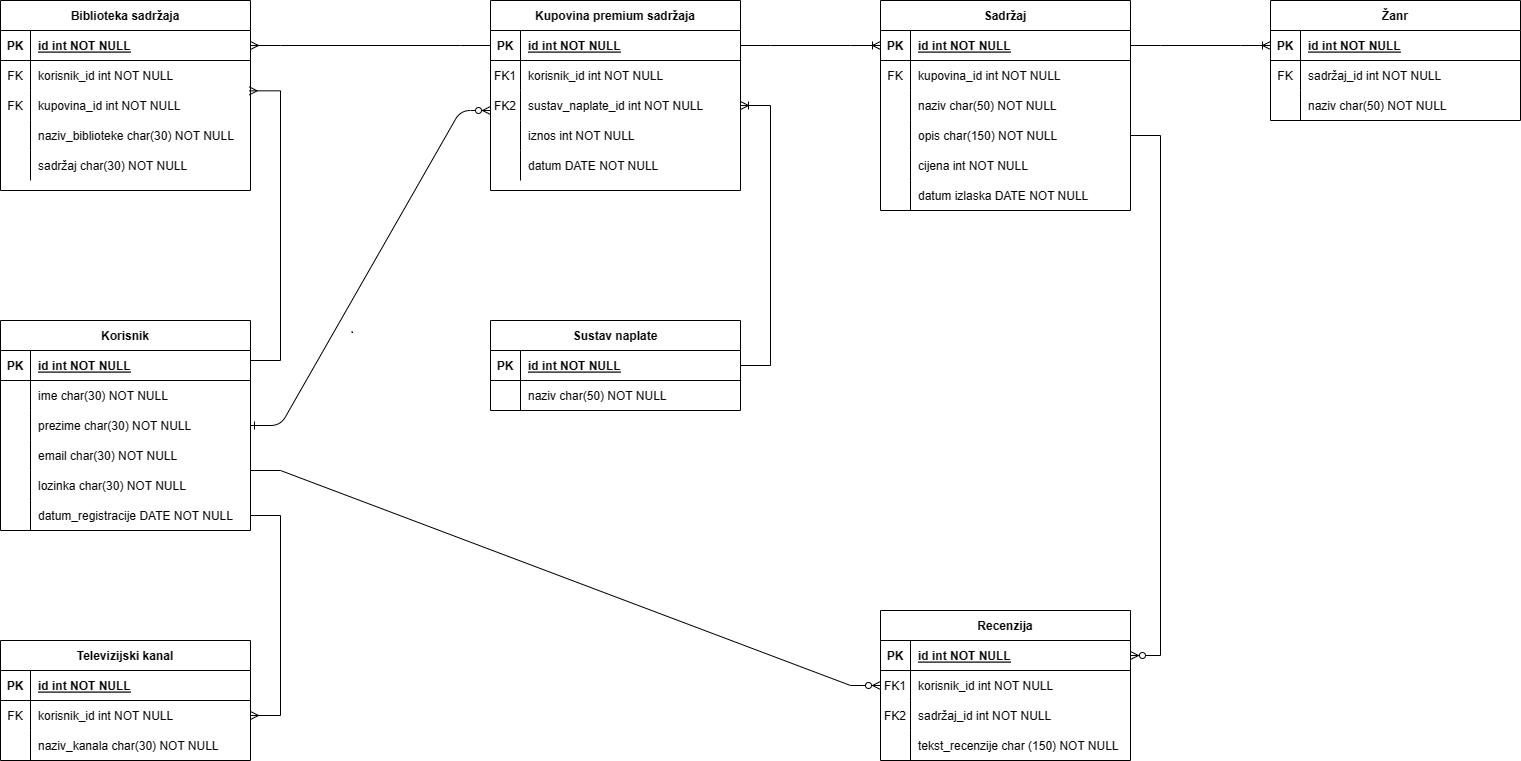 Biblioteka sadržaja
PK id int NOT NULL
FK korisnik_id int NOT NULL
FK kupovina_id int NOT NULL
naziv_biblioteke char(30) NOT NULL
sadržaj char(30) NOT NULL
Kupovina premium sadržaja
PK id int NOT NULL
FK1 korisnik_id int NOT NULL
FK2 sustav_naplate_id int NOT NULL
iznos int NOT NULL
datum DATE NOT NULL
Sadržaj
PK id int NOT NULL
FK kupovina_id int NOT NULL
naziv char(50) NOT NULL
opis char(150) NOT NULL
cijena int NOT NULL
datum izlaska DATE NOT NULL
Žanr
PK id int NOT NULL
FK sadržaj_id int NOT NULL
naziv char(50) NOT NULL
Korisnik
PK id int NOT NULL
ime char(30) NOT NULL
prezime char(30) NOT NULL
email char(30) NOT NULL
lozinka char(30) NOT NULL
datum_registracije DATE NOT NULL
Sustav naplate
PK id int NOT NULL
naziv char(50) NOT NULL
Televizijski kanal
PK id int NOT NULL
FK korisnik_id int NOT NULL
naziv_kanala char(30) NOT NULL
Recenzija
PK id int NOT NULL
FK1 korisnik_id int NOT NULL
FK2 sadržaj_id int NOT NULL
tekst_recenzije char (150) NOT NULL